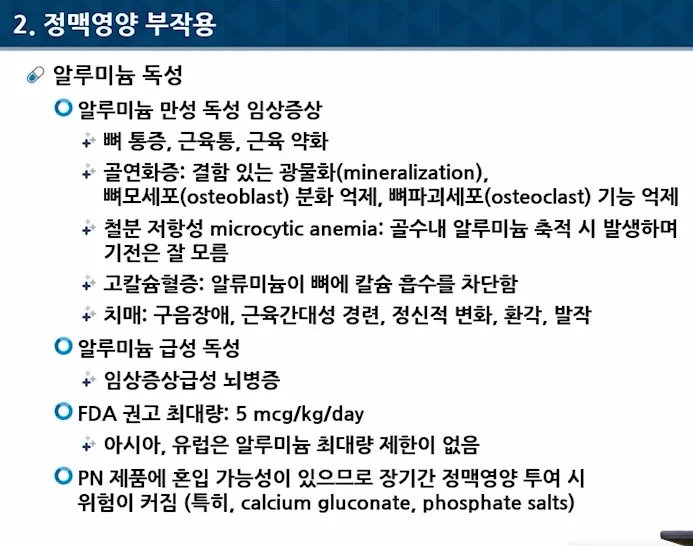 2. 정맥영양 부작용
알루미늄 독성
알루미늄 만성 독성 임상증상
뼈 통증, 근육통, 근육 약화
골연화증: 결함 있는 광물화(mineralization),
뼈모세포(osteoblast) 분화 억제, 뼈파괴세포(osteoclast) 기능 억제
철분 저항성 microcytic anemia: 골수내 알루미늄 축적 시 발생하며
기전은 잘 모름
고칼슘혈증: 알류미늄이 뼈에 칼슘 흡수를 차단함
치매: 구음장애, 근육간대성 경련, 정신적 변화, 환각, 발작
알루미늄 급성 독성
임상증상급성 뇌병증
FDA 권고 최대량: 5 mcg/kg/day
아시아, 유럽은 알루미늄 최대량 제한이 없음
PN 제품에 혼입 가능성이 있으므로 장기간 정맥영양 투여 시
위험이 커짐 (특히, calcium gluconate, phosphate salts)